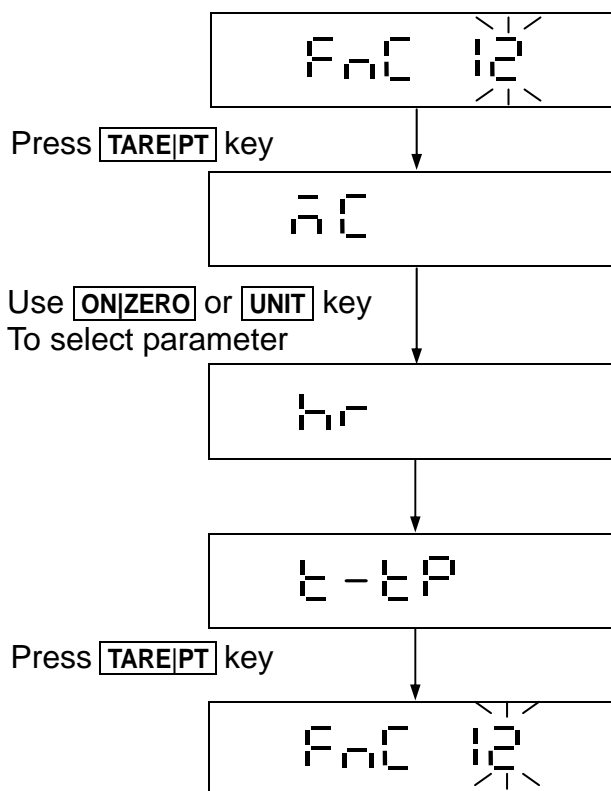 FnC 12
Press TARE|PT key
n̄C
Use ON|ZERO or UNIT key
To select parameter
hr
t-tP
Press TARE|PT key
FnC 12